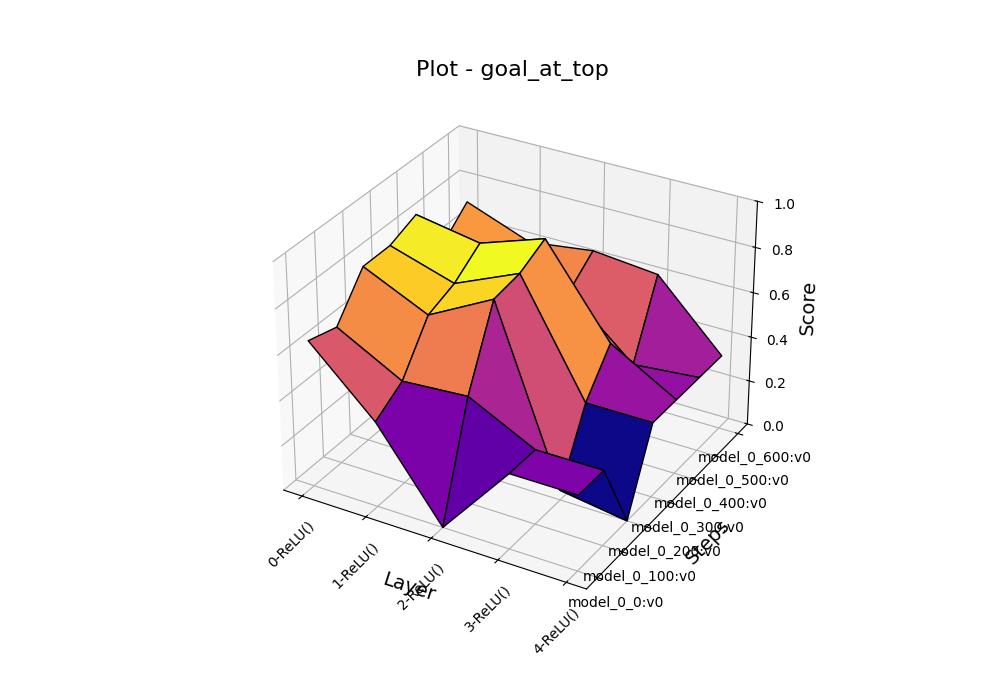 Plot - goal_at_top
1.0
0.8
0.6
0.4
0.2
0.0
Score
model_0_600:v0
model_0_500:v0
model_0_400:v0
model_0_300:v0
model_0_200:v0
model_0_100:v0
model_0_0:v0
Steps
0-ReLU()
1-ReLU()
2-ReLU()
3-ReLU()
4-ReLU()
Layer